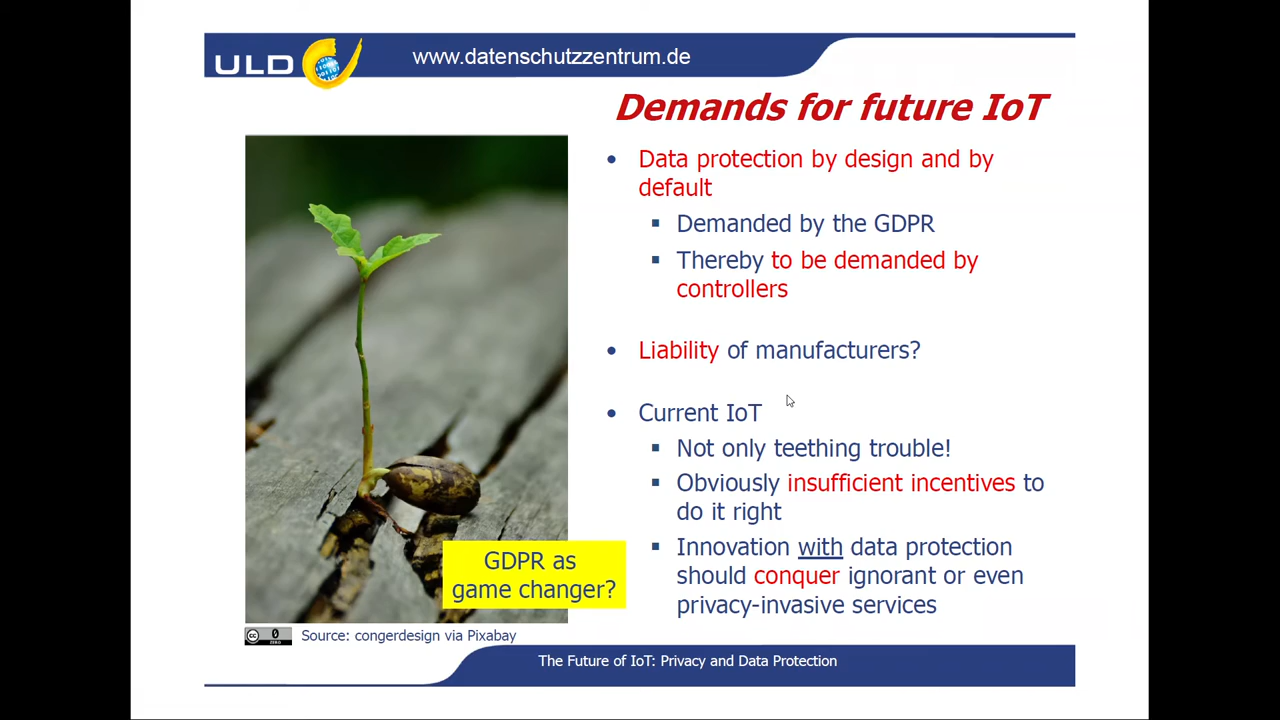 ULD
www.datenschutzzentrum.de
Demands for future IoT
• Data protection by design and by
default
▪ Demanded by the GDPR
▪ Thereby to be demanded by
controllers
• Liability of manufacturers?
• Current IoT
▪ Not only teething trouble!
▪ Obviously insufficient incentives to
do it right
▪ Innovation with data protection
should conquer ignorant or even
privacy-invasive services
GDPR as
game changer?
cc 0 ZERO
Source: congerdesign via Pixabay
The Future of IoT: Privacy and Data Protection